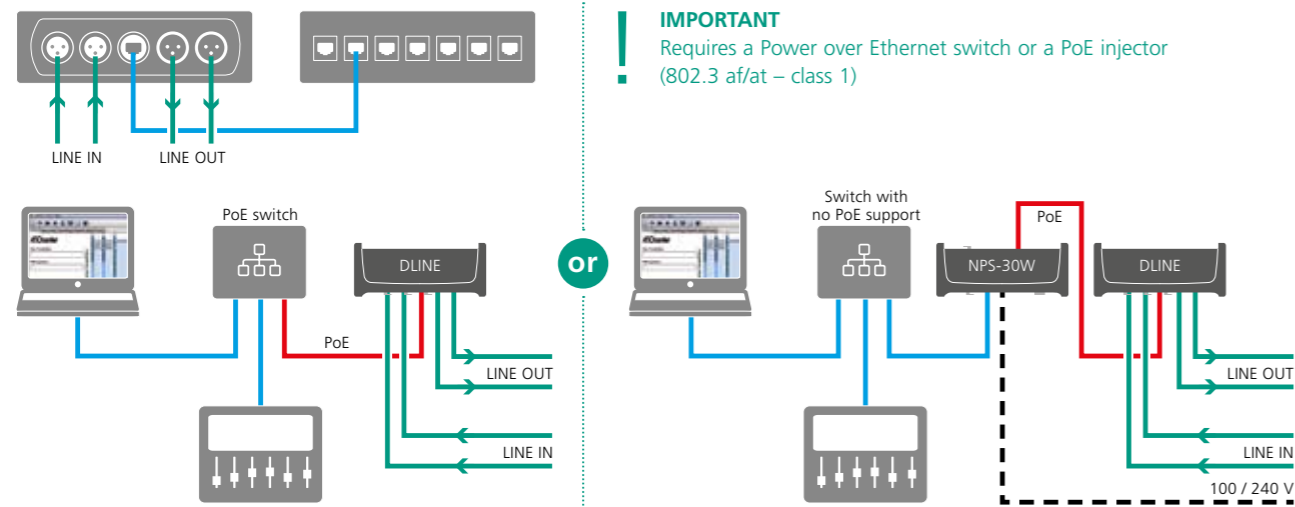 IMPORTANT
Requires a Power over Ethernet switch or a PoE injector
(802.3 af/at – class 1)
LINE IN
LINE OUT
PoE switch
DLINE
PoE
LINE OUT
LINE IN
or
Switch with
no PoE support
PoE
NPS-30W
DLINE
LINE OUT
LINE IN
100 / 240 V